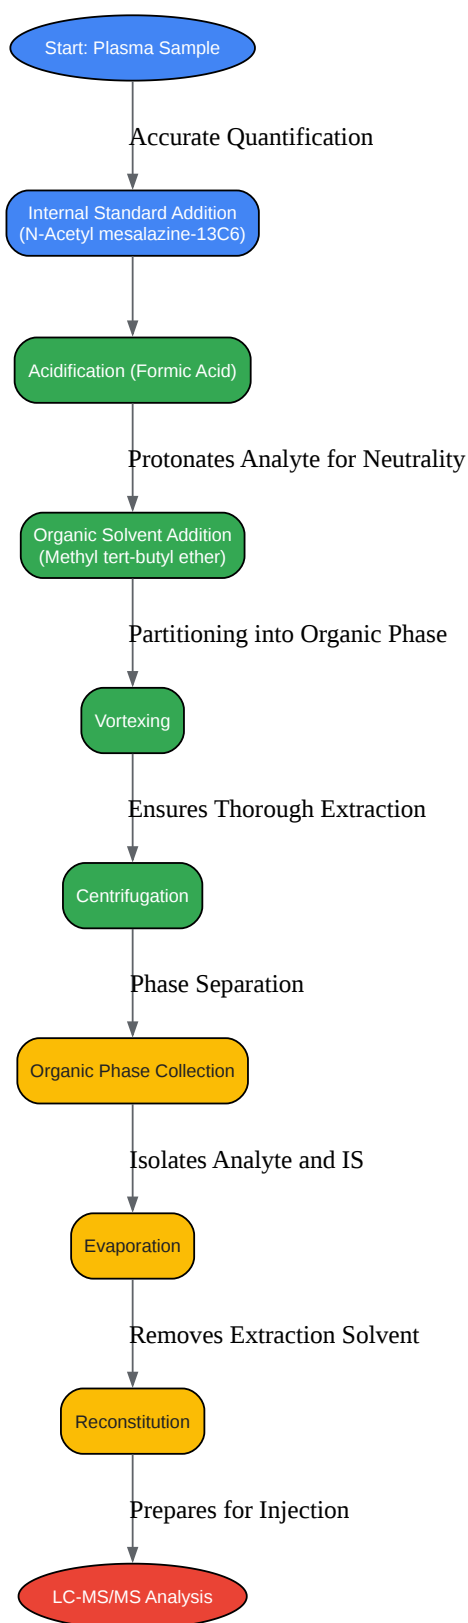 Start: Plasma Sample
Accurate Quantification
Internal Standard Addition
(N-Acetyl mesalazine-13C6)
Acidification (Formic Acid)
Protonates Analyte for Neutrality
Organic Solvent Addition
(Methyl tert-butyl ether)
Partitioning into Organic Phase
Vortexing
Ensures Thorough Extraction
Centrifugation
Phase Separation
Organic Phase Collection
Isolates Analyte and IS
Evaporation
Removes Extraction Solvent
Reconstitution
Prepares for Injection
LC-MS/MS Analysis